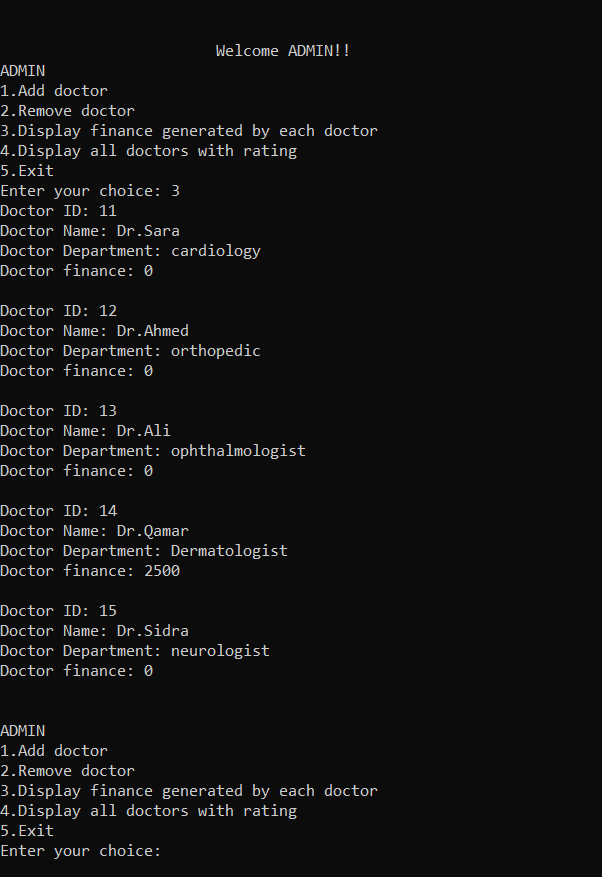 Welcome ADMIN!!
ADMIN
1.Add doctor
2.Remove doctor
3.Display finance generated by each doctor
4.Display all doctors with rating
5.Exit
Enter your choice: 3
Doctor ID: 11
Doctor Name: Dr.Sara
Doctor Department: cardiology
Doctor finance: 0
Doctor ID: 12
Doctor Name: Dr.Ahmed
Doctor Department: orthopedic
Doctor finance: 0
Doctor ID: 13
Doctor Name: Dr.Ali
Doctor Department: ophthalmologist
Doctor finance: 0
Doctor ID: 14
Doctor Name: Dr.Qamar
Doctor Department: Dermatologist
Doctor finance: 2500
Doctor ID: 15
Doctor Name: Dr.Sidra
Doctor Department: neurologist
Doctor finance: 0
ADMIN
1.Add doctor
2.Remove doctor
3.Display finance generated by each doctor
4.Display all doctors with rating
5.Exit
Enter your choice: